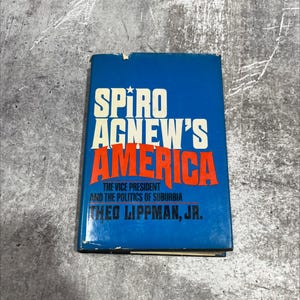 SPiRO
AGNEW'S
AMERICA
THE VICE PRESIDENT
AND THE POLITICS OF SUBURBIA
THEO LIPPMAN, JR.